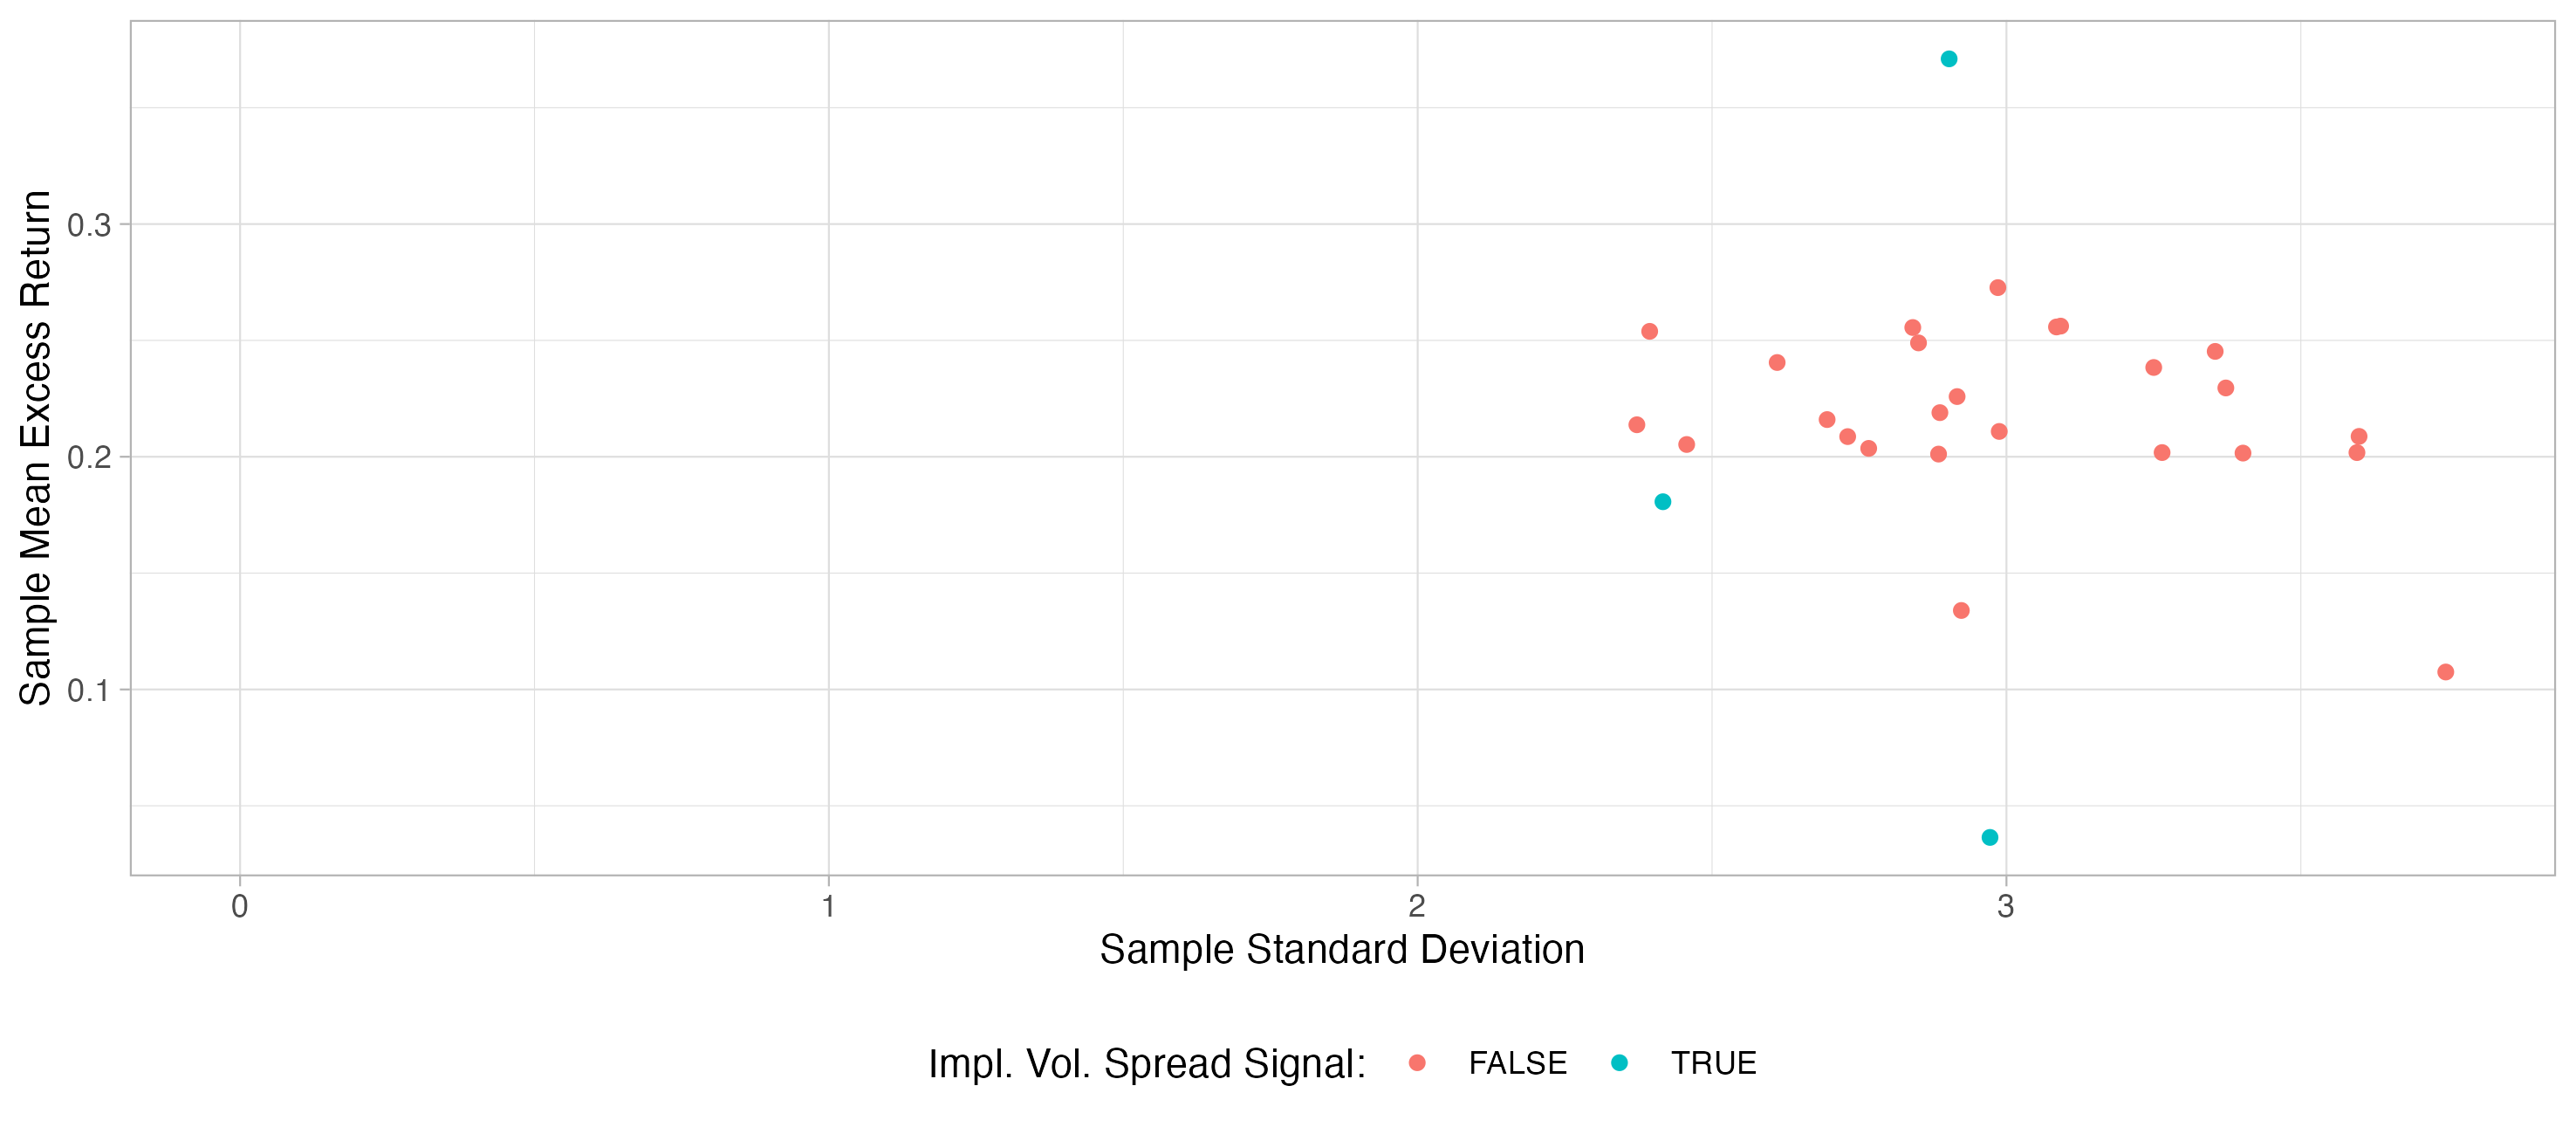 Sample Mean Excess Return
0.3
0.2
0.1
0 1 2 3
Sample Standard Deviation
Impl. Vol. Spread Signal: FALSE TRUE